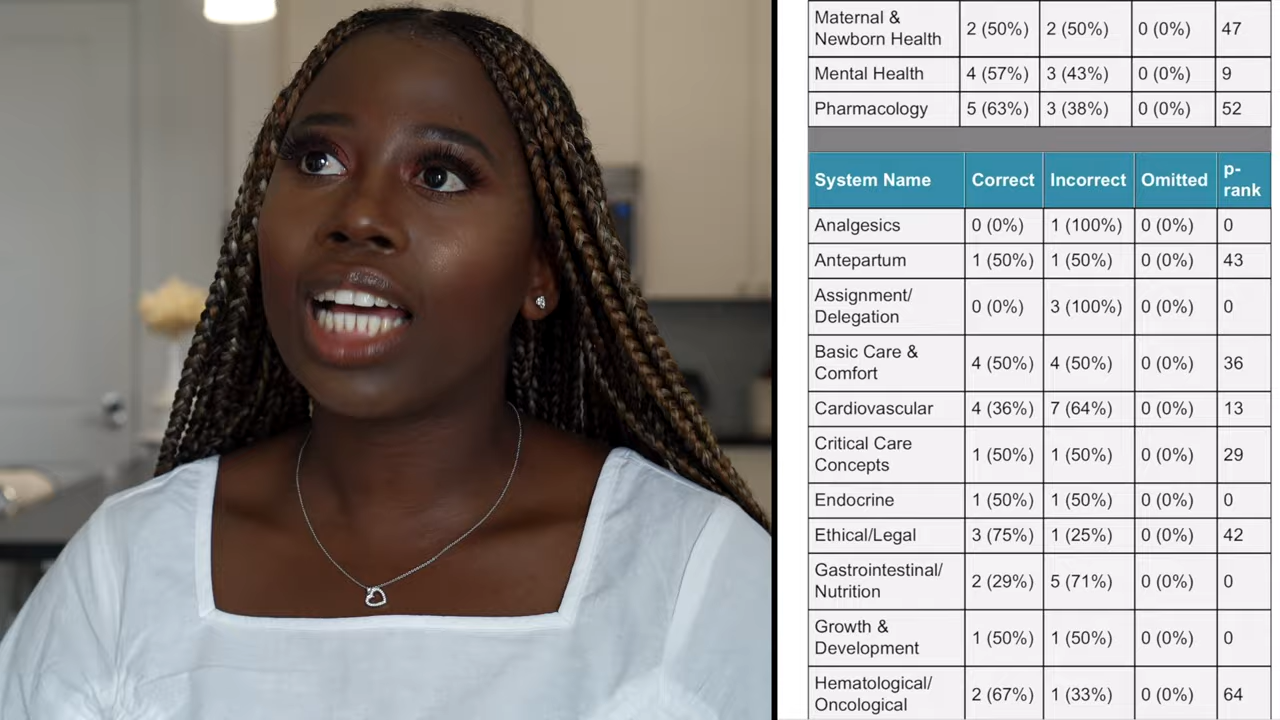 Maternal &
Newborn Health 2 (50%) 2 (50%) 0 (0%) 47
Mental Health 4 (57%) 3 (43%) 0 (0%) 9
Pharmacology 5 (63%) 3 (38%) 0 (0%) 52
System Name Correct Incorrect Omitted p-
rank
Analgesics 0 (0%) 1 (100%) 0 (0%) 0
Antepartum 1 (50%) 1 (50%) 0 (0%) 43
Assignment/
Delegation 0 (0%) 3 (100%) 0 (0%) 0
Basic Care &
Comfort 4 (50%) 4 (50%) 0 (0%) 36
Cardiovascular 4 (36%) 7 (64%) 0 (0%) 13
Critical Care
Concepts 1 (50%) 1 (50%) 0 (0%) 29
Endocrine 1 (50%) 1 (50%) 0 (0%) 0
Ethical/Legal 3 (75%) 1 (25%) 0 (0%) 42
Gastrointestinal/
Nutrition 2 (29%) 5 (71%) 0 (0%) 0
Growth &
Development 1 (50%) 1 (50%) 0 (0%) 0
Hematological/
Oncological 2 (67%) 1 (33%) 0 (0%) 64